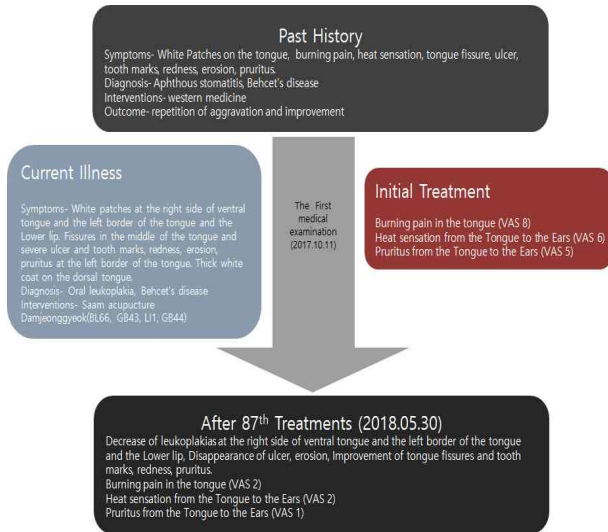 Past History
Symptoms- White Patches on the tongue, burning pain, heat sensation, tongue fissure, ulcer,
tooth marks, redness, erosion, pruritus.
Diagnosis- Aphthous stomatitis, Behcet's disease
Interventions- western medicine
Outcome- repetition of aggravation and improvement
Current Illness
Symptoms- White patches at the right side of ventral
tongue and the left border of the tongue and the
Lower lip. Fissures in the middle of the tongue and
severe ulcer and tooth marks, redness, erosion,
pruritus at the left border of the tongue. Thick white
coat on the dorsal tongue.
Diagnosis- Oral leukoplakia, Behcet's disease
Interventions- Saam acupucture
Damjeonggyeok(BL66, GB43, LI1, GB44)
The First
medical
examination
(2017.10.11)
Initial Treatment
Burning pain in the tongue (VAS 8)
Heat sensation from the Tongue to the Ears (VAS 6)
Pruritus from the Tongue to the Ears (VAS 5)
After 87th Treatments (2018.05.30)
Decrease of leukoplakias at the right side of ventral tongue and the left border of the tongue
and the Lower lip, Disappearance of ulcer, erosion, Improvement of tongue fissures and tooth
marks, redness, pruritus.
Burning pain in the tongue (VAS 2)
Heat sensation from the Tongue to the Ears (VAS 2)
Pruritus from the Tongue to the Ears (VAS 1)